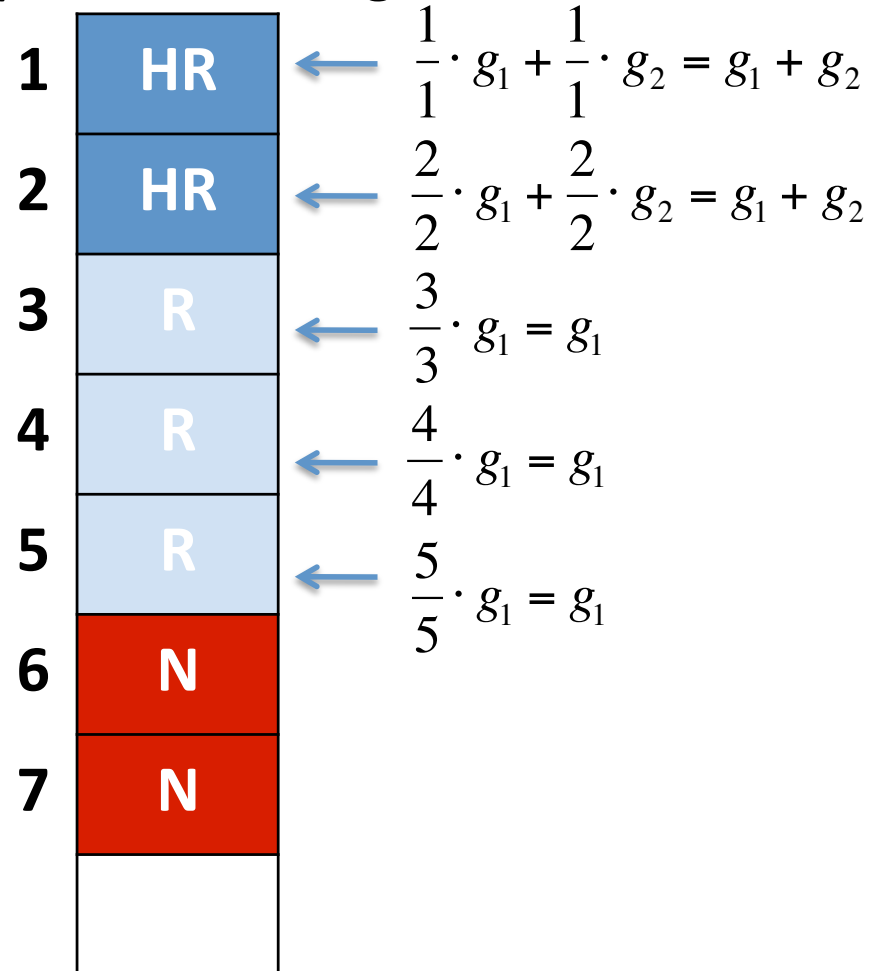 1 HR 1/1 · g₁ + 1/1 · g₂ = g₁ + g₂
2 HR 2/2 · g₁ + 2/2 · g₂ = g₁ + g₂
3 R 3/3 · g₁ = g₁
4 R 4/4 · g₁ = g₁
5 R 5/5 · g₁ = g₁
6 N
7 N